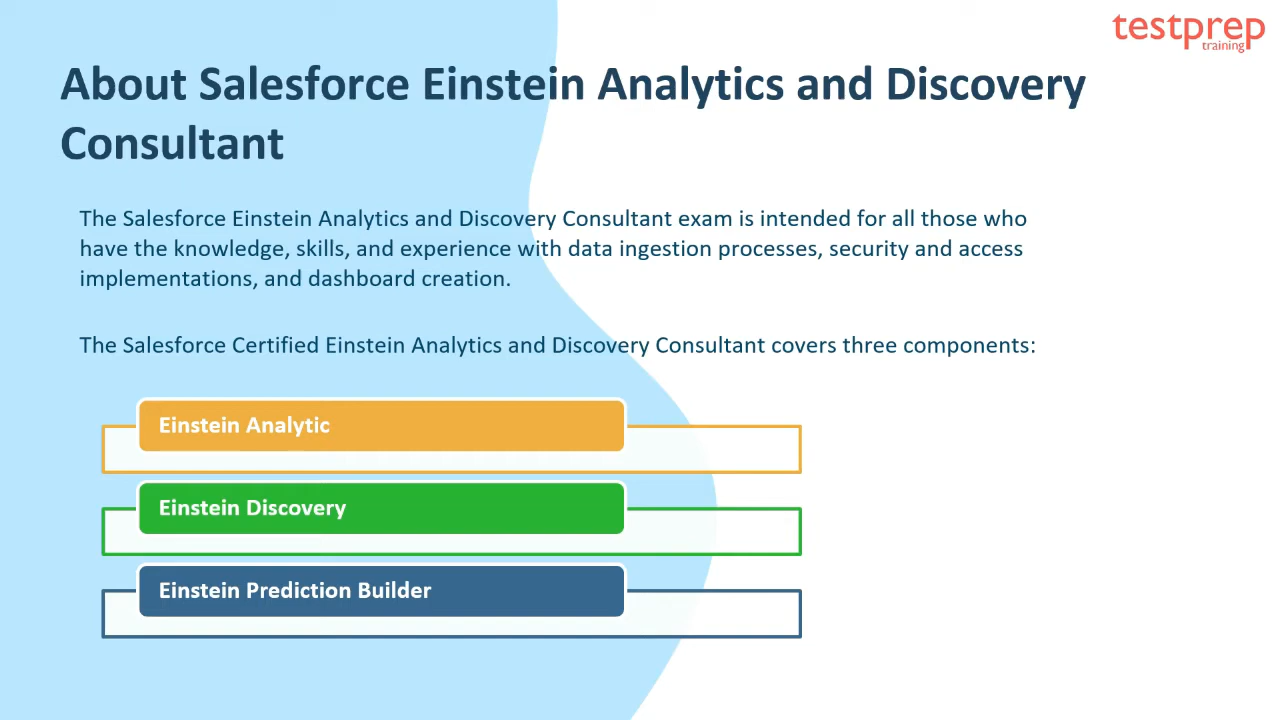 testprep
training
About Salesforce Einstein Analytics and Discovery
Consultant
The Salesforce Einstein Analytics and Discovery Consultant exam is intended for all those who
have the knowledge, skills, and experience with data ingestion processes, security and access
implementations, and dashboard creation.
The Salesforce Certified Einstein Analytics and Discovery Consultant covers three components:
Einstein Analytic
Einstein Discovery
Einstein Prediction Builder